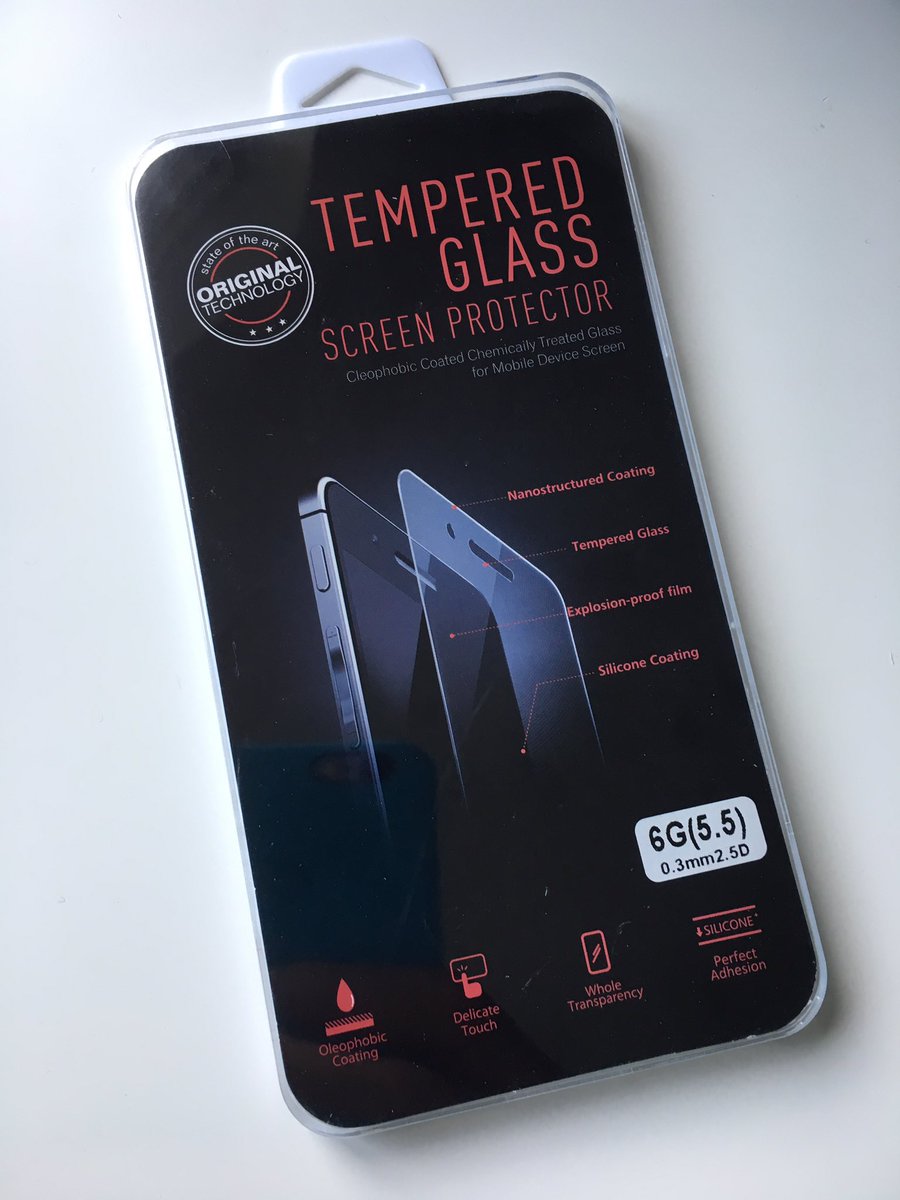 state of the art
ORIGINAL
TECHNOLOGY
TEMPERED
GLASS
SCREEN PROTECTOR
Cleophobic Coated Chemically Treated Glass
for Mobile Device Screen
Nanostructured Coating
Tempered Glass
Explosion-proof film
Silicone Coating
6G(5.5)
0.3mm2.5D
Oleophobic
Coating
Delicate
Touch
Whole
Transparency
SILICONE+
Perfect
Adhesion